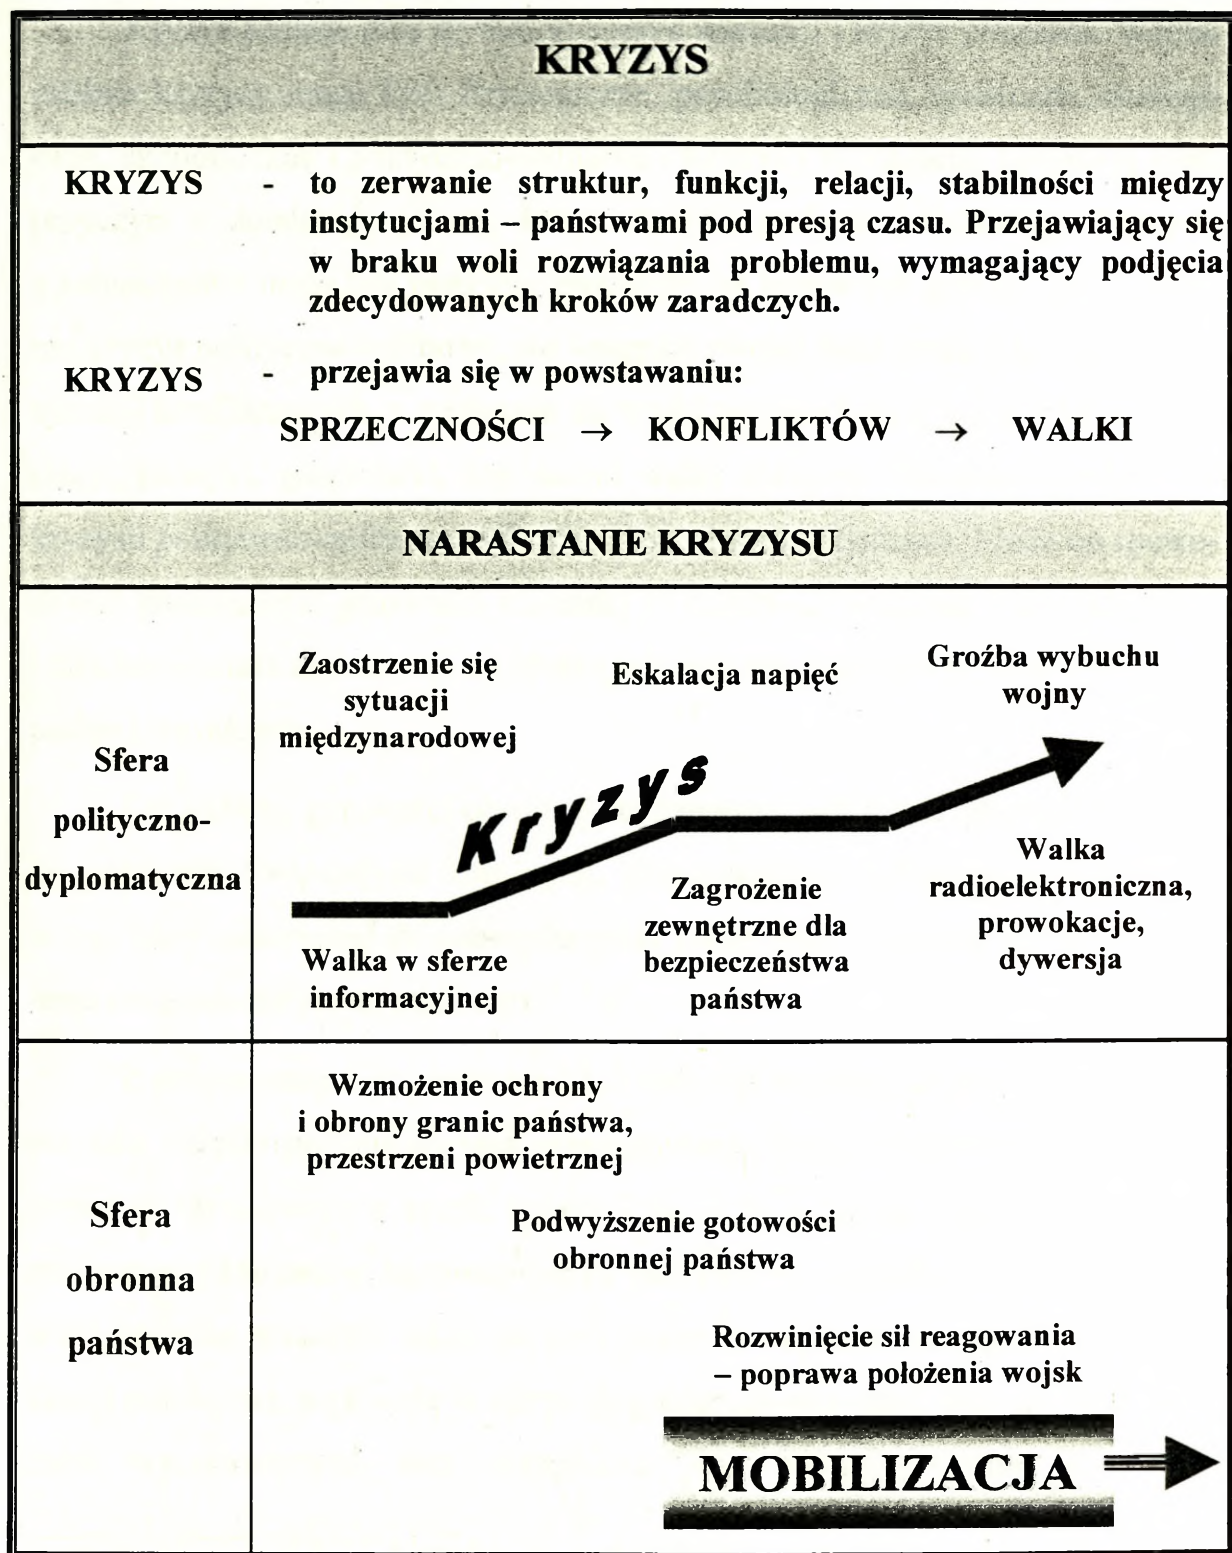 KRYZYS
KRYZYS - to zerwanie struktur, funkcji, relacji, stabilności między
instytucjami – państwami pod presją czasu. Przejawiający się
w braku woli rozwiązania problemu, wymagający podjęcia
zdecydowanych kroków zaradczych.
KRYZYS - przejawia się w powstawaniu:
SPRZECZNOŚCI → KONFLIKTÓW → WALKI
NARASTANIE KRYZYSU
Sfera
polityczno-
dyplomatyczna
Zaostrzenie się
sytuacji
międzynarodowej
Eskalacja napięć
Groźba wybuchu
wojny
Kryzys
Walka w sferze
informacyjnej
Zagrożenie
zewnętrzne dla
bezpieczeństwa
państwa
Walka
radioelektroniczna,
prowokacje,
dywersja
Sfera
obronna
państwa
Wzmożenie ochrony
i obrony granic państwa,
przestrzeni powietrznej
Podwyższenie gotowości
obronnej państwa
Rozwinięcie sił reagowania
– poprawa położenia wojsk
MOBILIZACJA